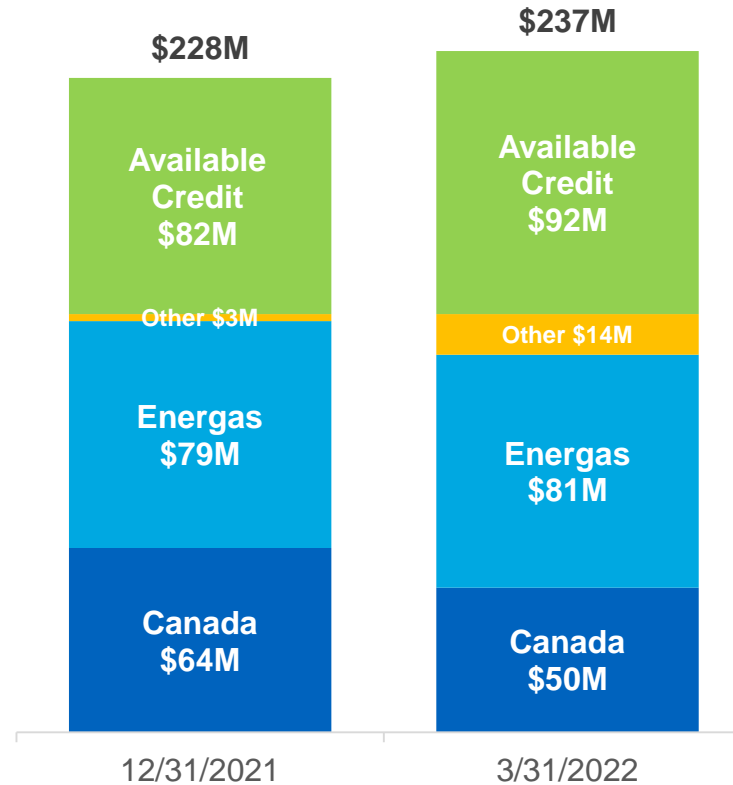 $228M
Available
Credit
$82M
Other $3M
Energas
$79M
Canada
$64M
12/31/2021
$237M
Available
Credit
$92M
Other $14M
Energas
$81M
Canada
$50M
3/31/2022